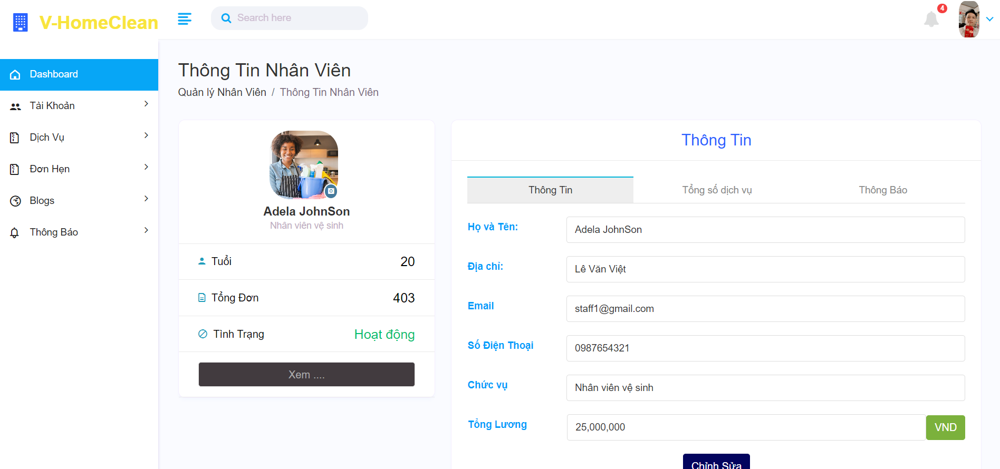 V-HomeClean
Search here
4
Dashboard
Tài Khoản
Dịch Vụ
Đơn Hẹn
Blogs
Thông Báo
Thông Tin Nhân Viên
Quản lý Nhân Viên / Thông Tin Nhân Viên
Adela JohnSon
Nhân viên vệ sinh
Tuổi 20
Tổng Đơn 403
Tình Trạng Hoạt động
Xem ....
Thông Tin
Thông Tin Tổng số dịch vụ Thông Báo
Họ và Tên: Adela JohnSon
Địa chỉ: Lê Văn Việt
Email staff1@gmail.com
Số Điện Thoại 0987654321
Chức vụ Nhân viên vệ sinh
Tổng Lương 25,000,000 VND
Chỉnh Sửa